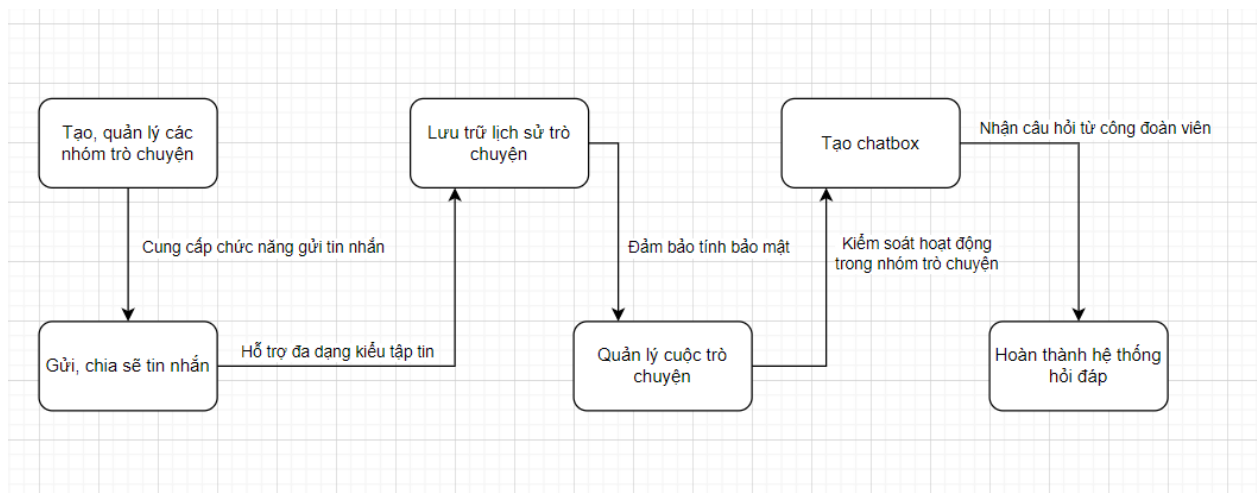 Tạo, quản lý các
nhóm trò chuyện
Cung cấp chức năng gửi tin nhắn
Gửi, chia sẽ tin nhắn
Hỗ trợ đa dạng kiểu tập tin
Lưu trữ lịch sử trò
chuyện
Đảm bảo tính bảo mật
Quản lý cuộc trò
chuyện
Kiểm soát hoạt động
trong nhóm trò chuyện
Tạo chatbox
Nhận câu hỏi từ công đoàn viên
Hoàn thành hệ thống
hỏi đáp